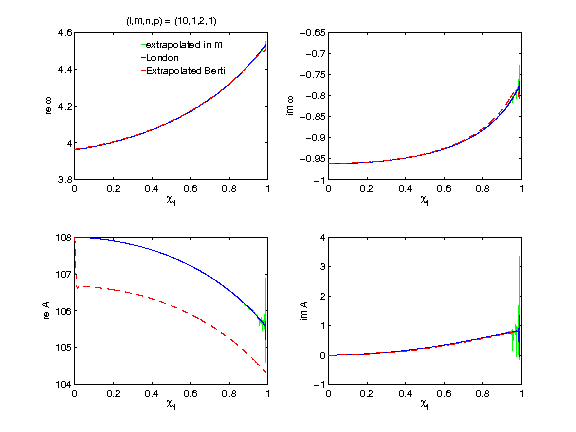 (l,m,n,p) = (10,1,2,1)
4.6
4.4
4.2
4
3.8
re ω
extrapolated in m
London
Extrapolated Berti
0 0.2 0.4 0.6 0.8 1
χf
-0.65
-0.7
-0.75
-0.8
-0.85
-0.9
-0.95
-1
im ω
0 0.2 0.4 0.6 0.8 1
χf
108
107
106
105
104
re A
0 0.2 0.4 0.6 0.8 1
χf
4
3
2
1
0
-1
im A
0 0.2 0.4 0.6 0.8 1
χf